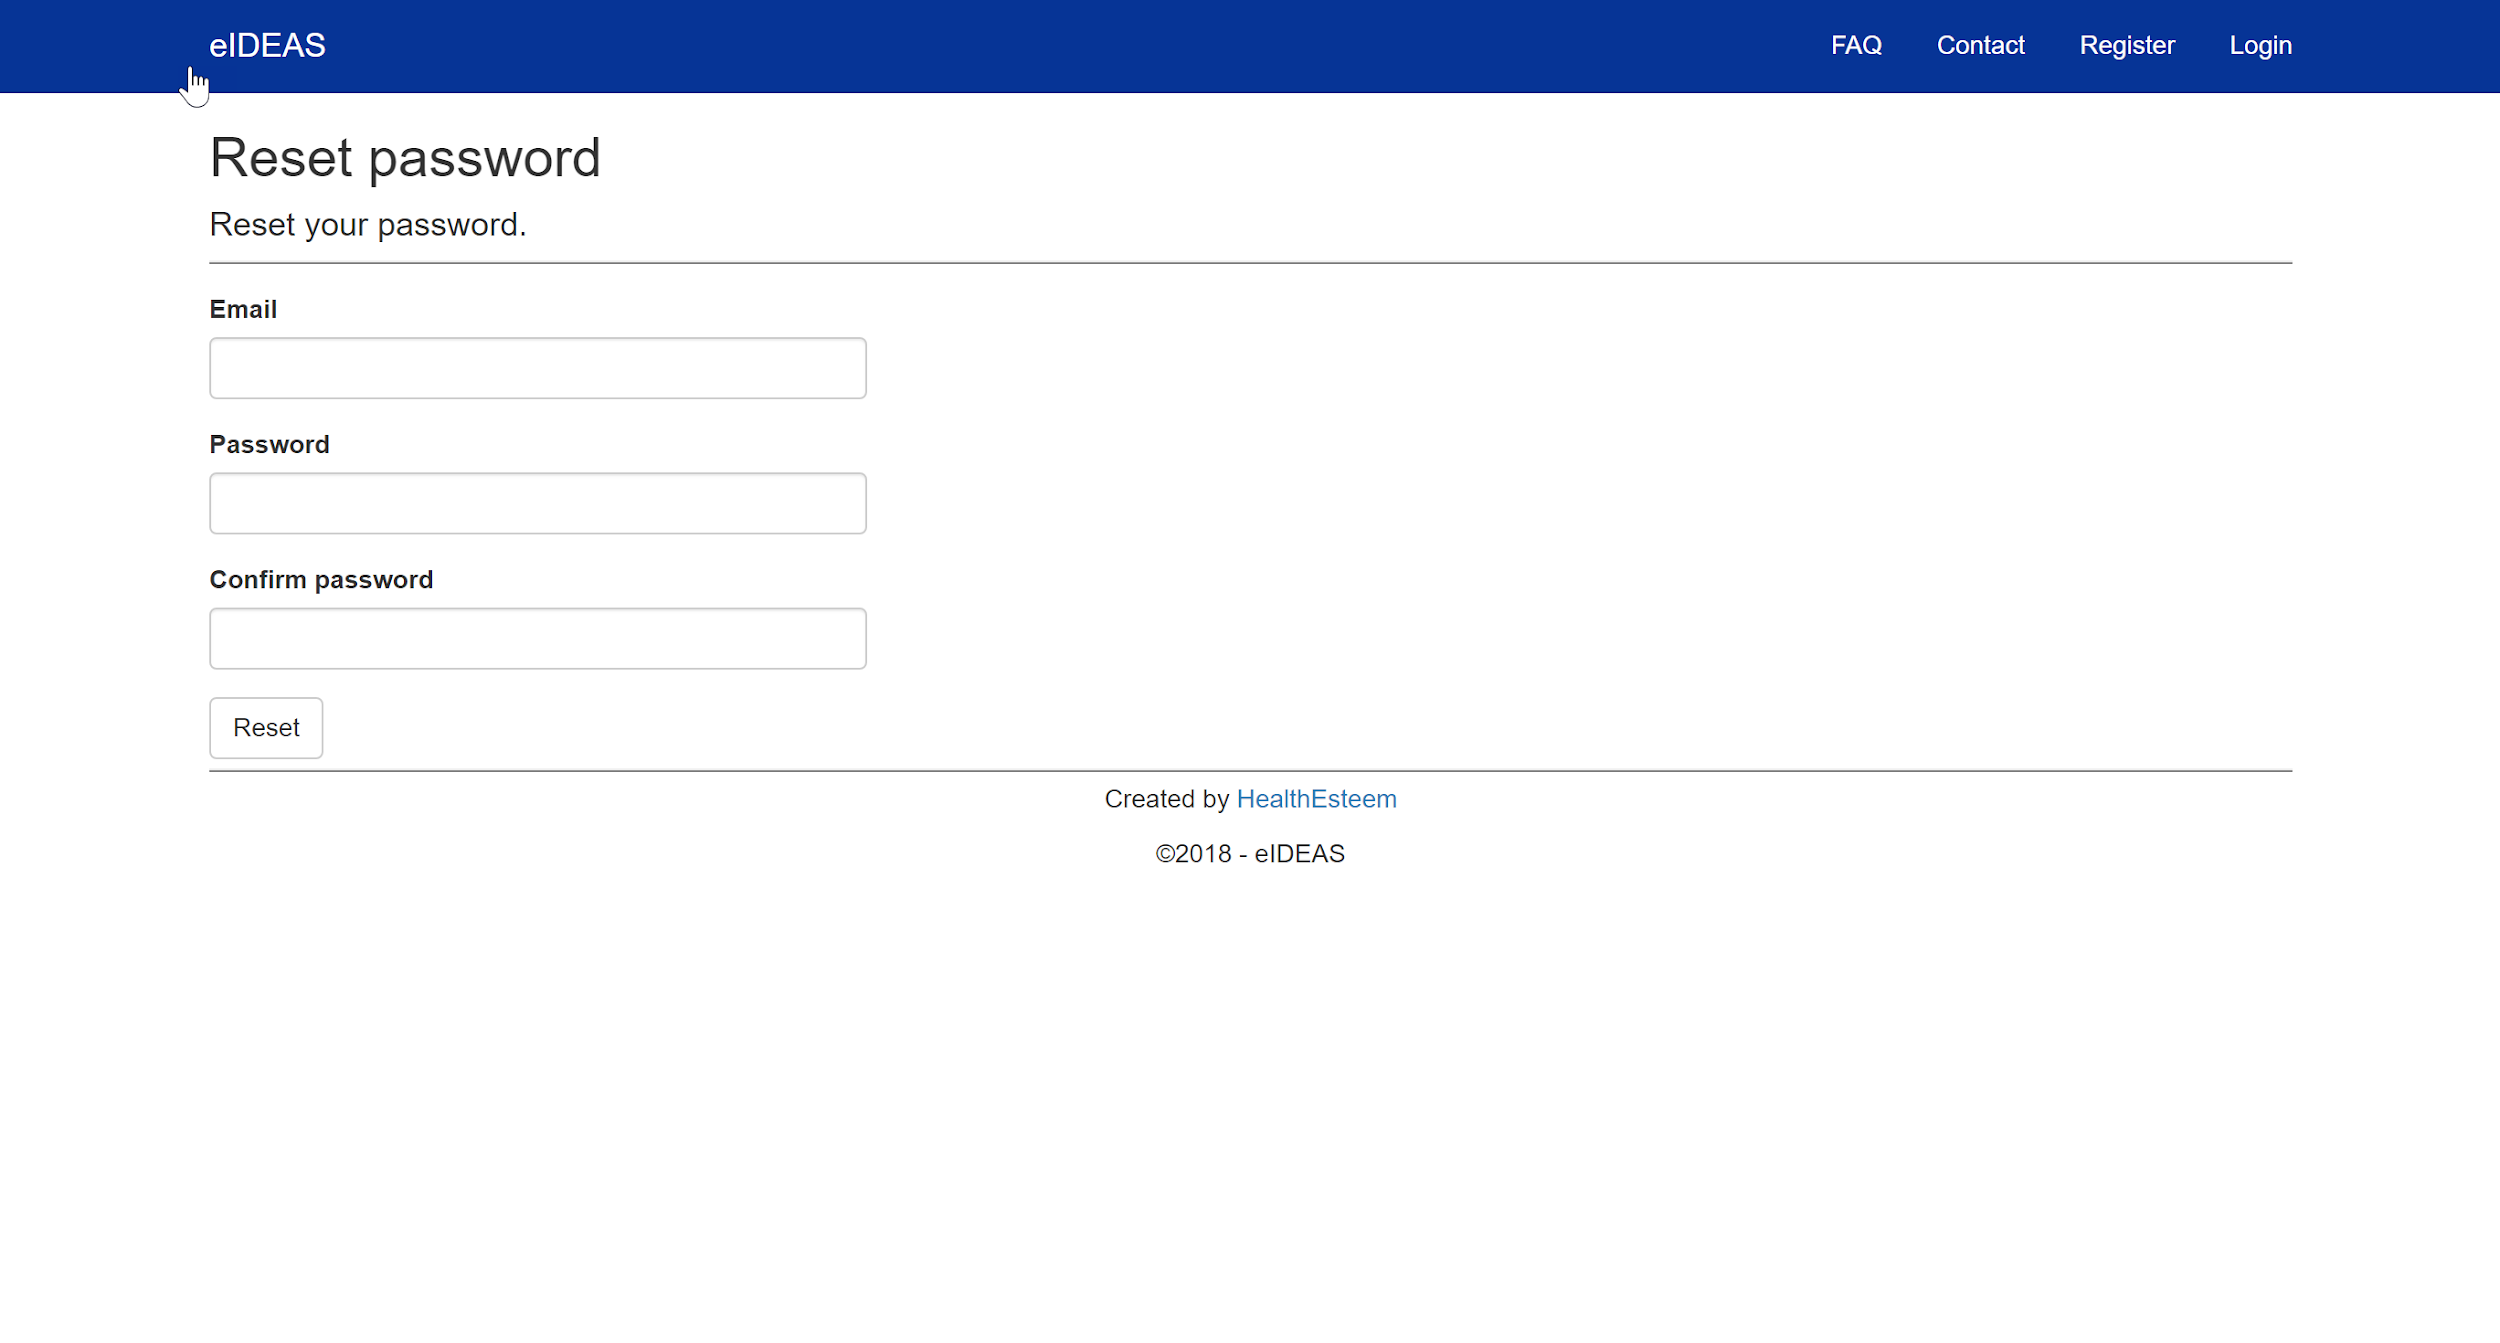 eIDEAS
FAQ Contact Register Login
Reset password
Reset your password.
Email
Password
Confirm password
Reset
Created by HealthEsteem
©2018 - eIDEAS